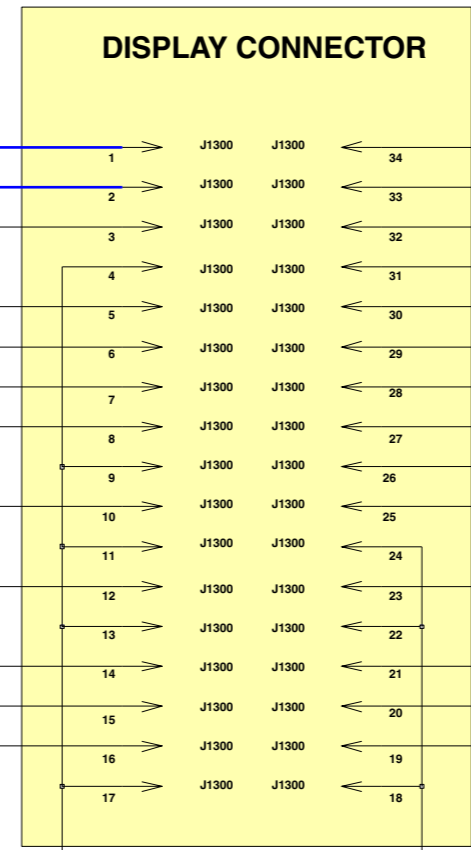 DISPLAY CONNECTOR
1 J1300 J1300 34
2 J1300 J1300 33
3 J1300 J1300 32
4 J1300 J1300 31
5 J1300 J1300 30
6 J1300 J1300 29
7 J1300 J1300 28
8 J1300 J1300 27
9 J1300 J1300 26
10 J1300 J1300 25
11 J1300 J1300 24
12 J1300 J1300 23
13 J1300 J1300 22
14 J1300 J1300 21
15 J1300 J1300 20
16 J1300 J1300 19
17 J1300 J1300 18